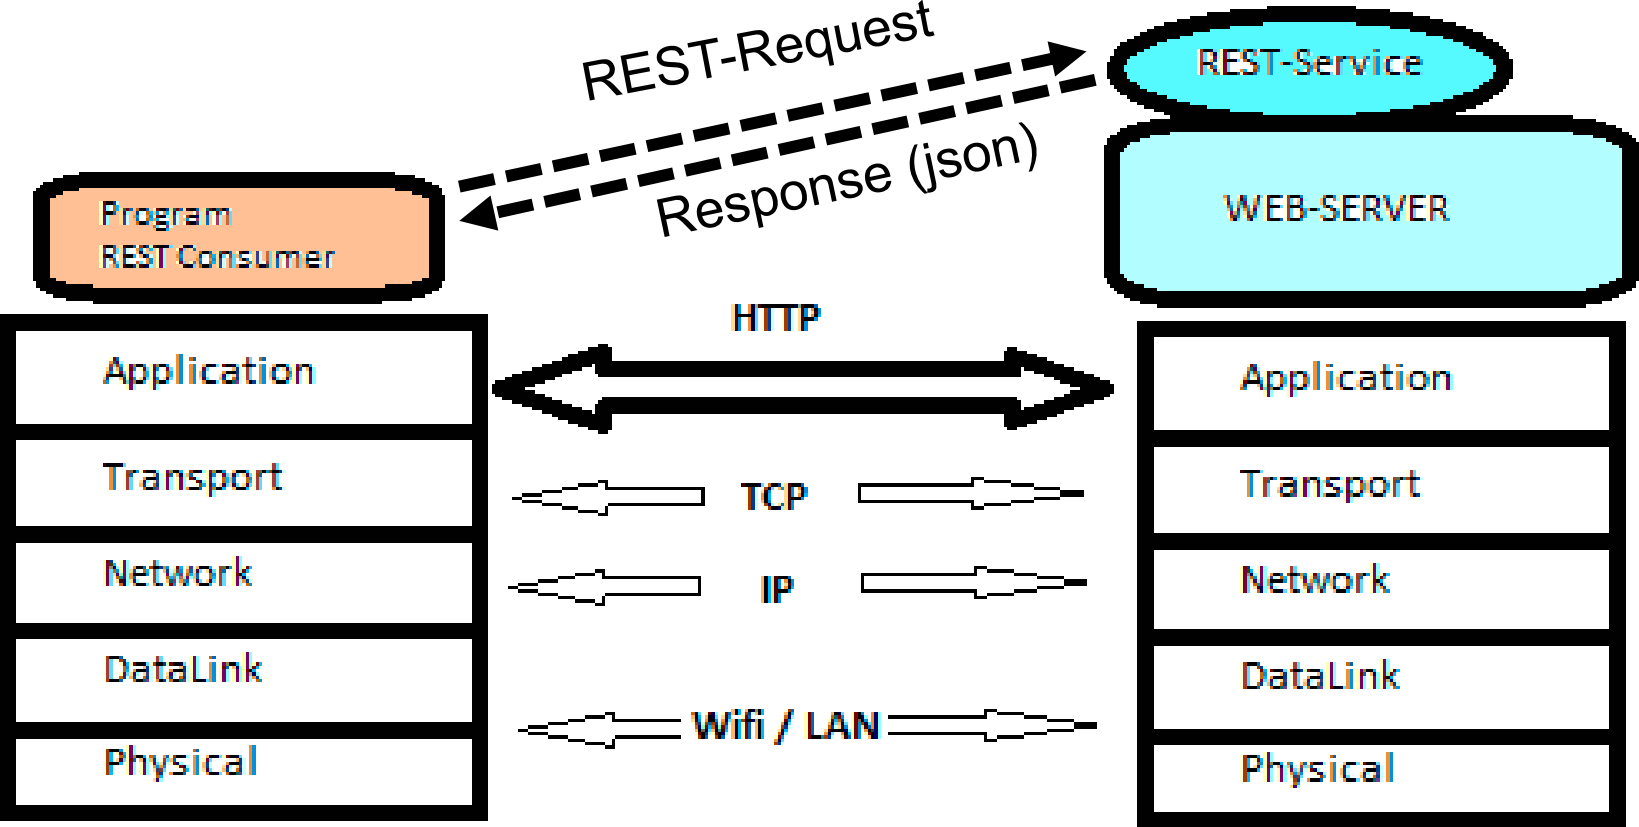 REST-Request
Response (json)
REST-Service
WEB-SERVER
Program
REST Consumer
HTTP
Application
Transport
Network
DataLink
Physical
TCP
IP
Wifi / LAN
Application
Transport
Network
DataLink
Physical